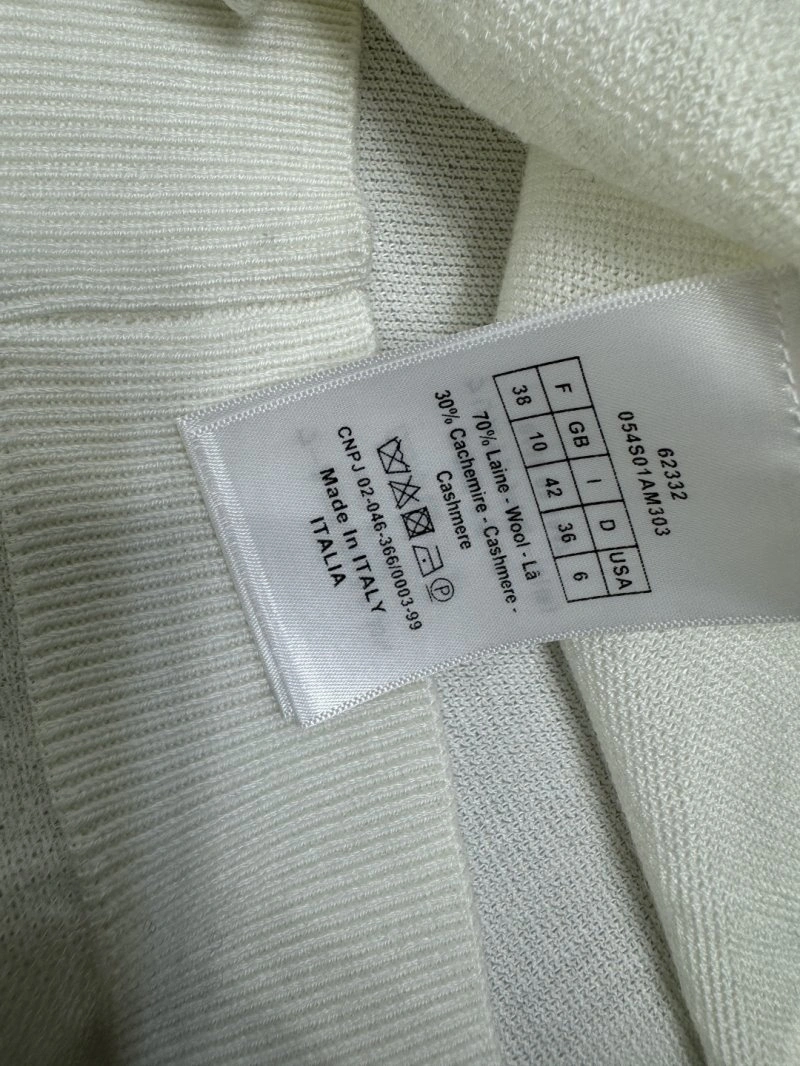 62332
054S01AM303
F GB I D USA
38 10 42 36 6
70% Laine - Wool - Lã
30% Cachemire - Cashmere -
Cashmere
P
CNPJ 02-046-366/0003-99
Made In ITALY
ITALIA